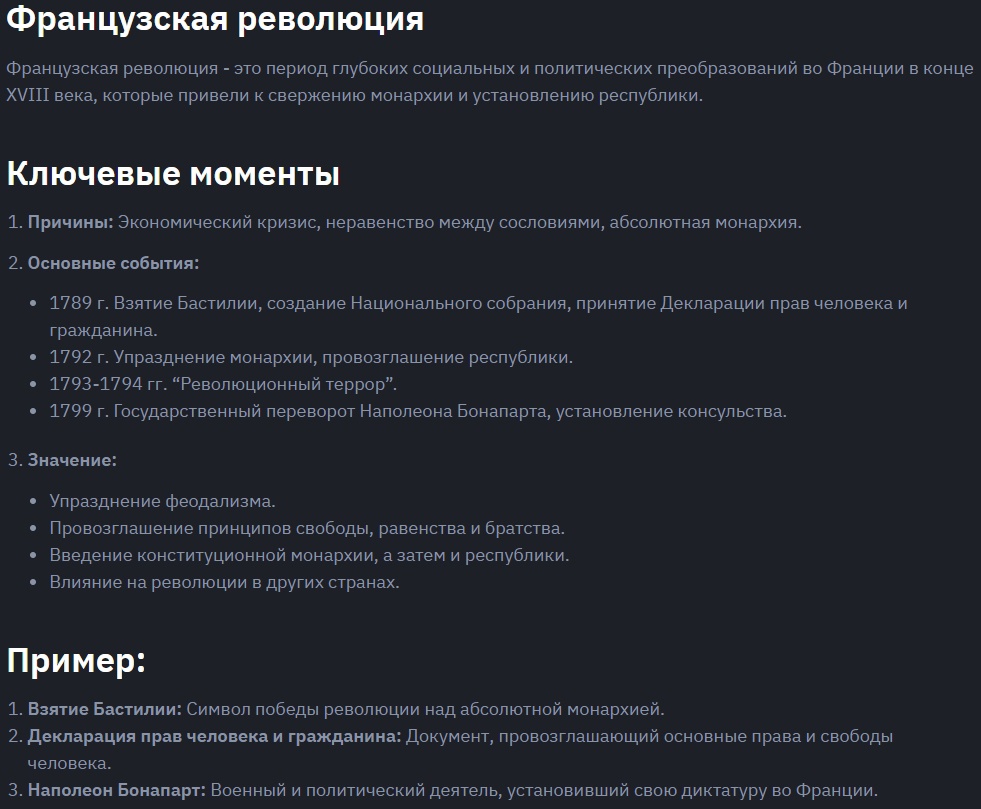 Французская революция
Французская революция - это период глубоких социальных и политических преобразований во Франции в конце
XVIII века, которые привели к свержению монархии и установлению республики.
Ключевые моменты
1. Причины: Экономический кризис, неравенство между сословиями, абсолютная монархия.
2. Основные события:
• 1789 г. Взятие Бастилии, создание Национального собрания, принятие Декларации прав человека и
гражданина.
• 1792 г. Упразднение монархии, провозглашение республики.
• 1793-1794 гг. “Революционный террор”.
• 1799 г. Государственный переворот Наполеона Бонапарта, установление консульства.
3. Значение:
• Упразднение феодализма.
• Провозглашение принципов свободы, равенства и братства.
• Введение конституционной монархии, а затем и республики.
• Влияние на революции в других странах.
Пример:
1. Взятие Бастилии: Символ победы революции над абсолютной монархией.
2. Декларация прав человека и гражданина: Документ, провозглашающий основные права и свободы
человека.
3. Наполеон Бонапарт: Военный и политический деятель, установивший свою диктатуру во Франции.